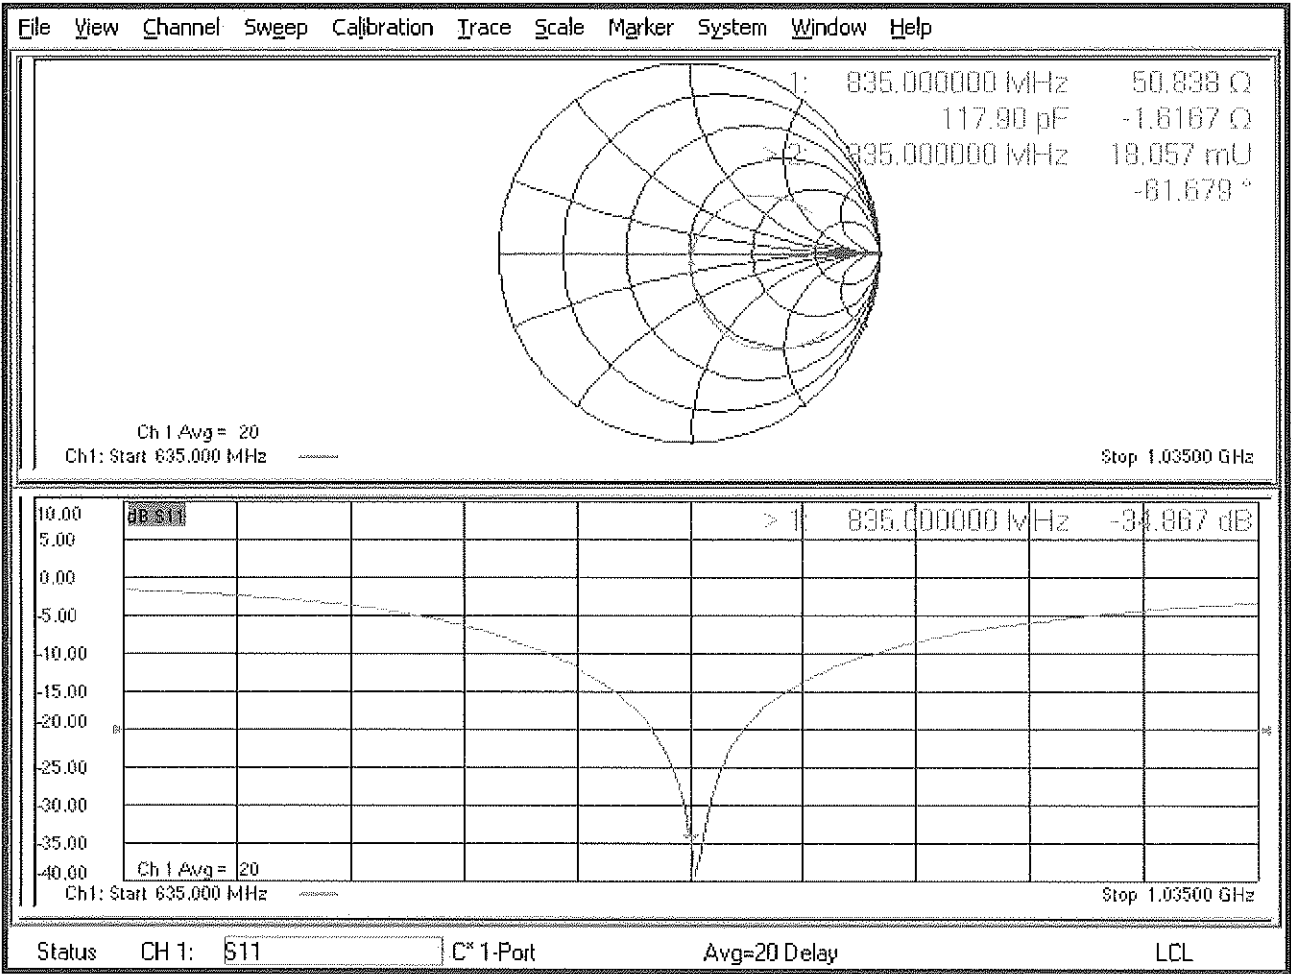 File View Channel Sweep Calibration Trace Scale Marker System Window Help
1: 835.000000 MHz 50.838 Ω
117.90 pF -1.6167 Ω
> 2: 835.000000 MHz 18.057 mU
-61.679 °
Ch 1 Avg = 20
Ch1: Start 635.000 MHz
Stop 1.03500 GHz
10.00
dB S11
> 1: 835.000000 MHz -34.867 dB
5.00
0.00
-5.00
-10.00
-15.00
-20.00
-25.00
-30.00
-35.00
-40.00
Ch 1 Avg = 20
Ch1: Start 635.000 MHz
Stop 1.03500 GHz
Status CH 1: S11 C* 1-Port Avg=20 Delay LCL